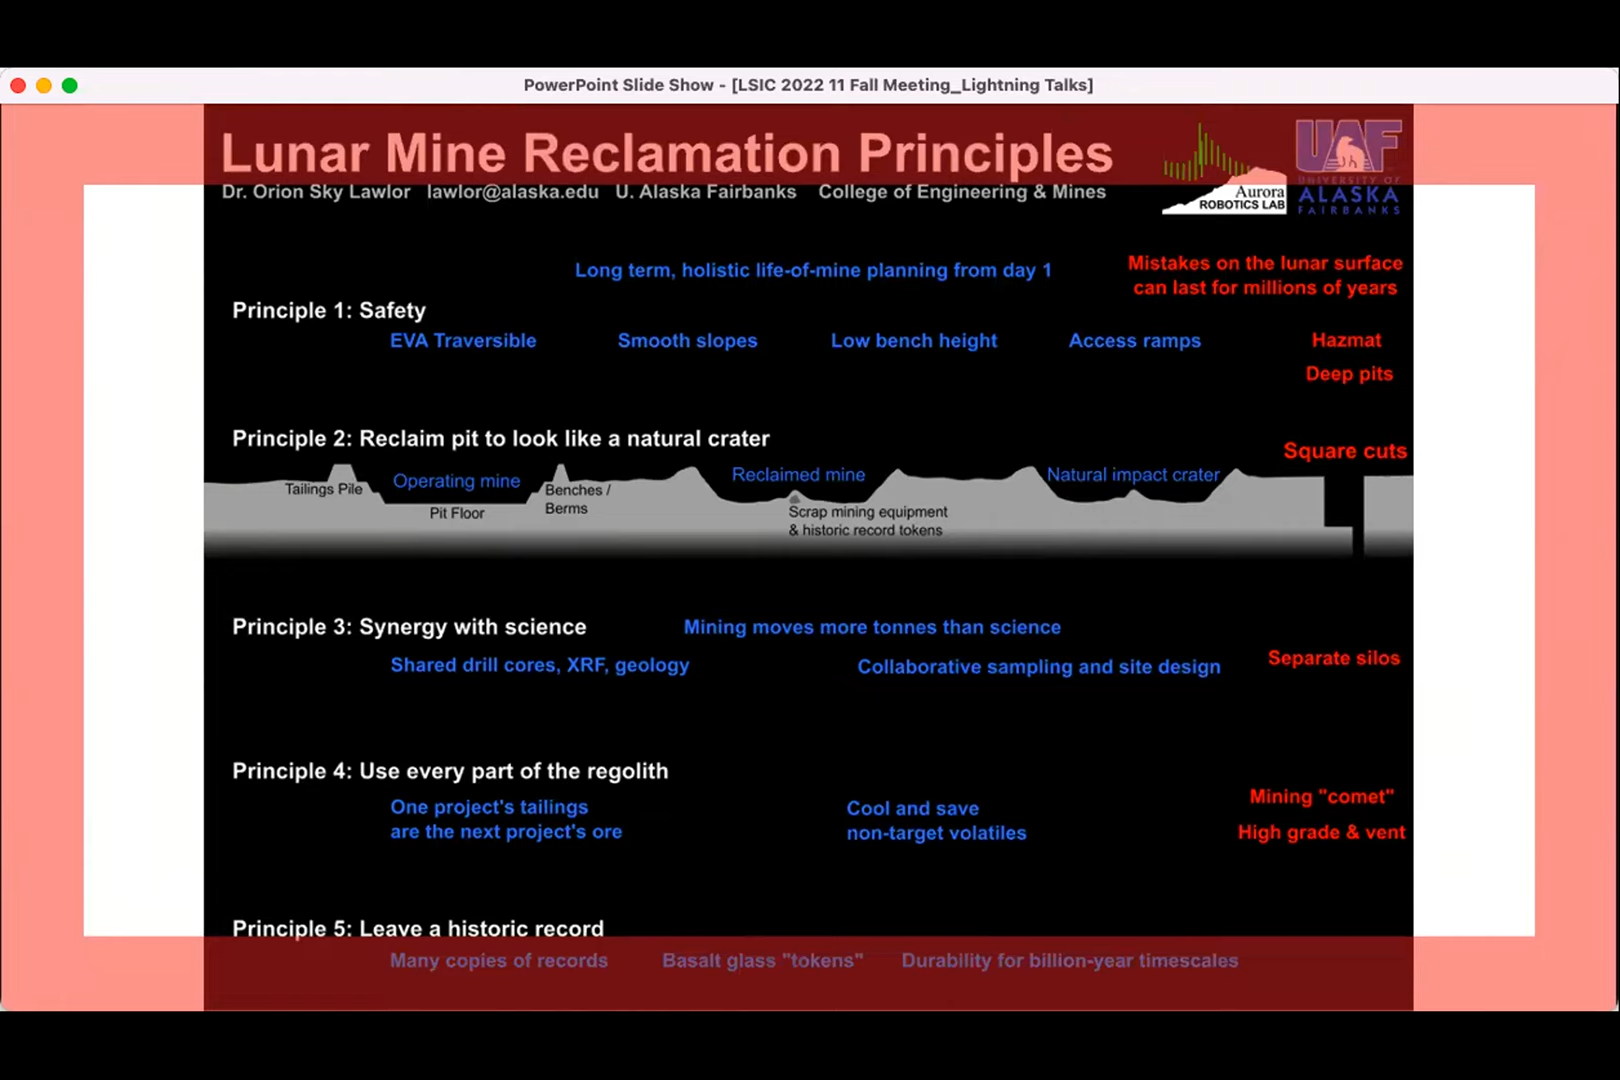 PowerPoint Slide Show - [LSIC 2022 11 Fall Meeting_Lightning Talks]
Lunar Mine Reclamation Principles
Dr. Orion Sky Lawlor lawlor@alaska.edu U. Alaska Fairbanks College of Engineering & Mines
Aurora
ROBOTICS LAB
UAF
UNIVERSITY OF
ALASKA
FAIRBANKS
Long term, holistic life-of-mine planning from day 1
Mistakes on the lunar surface
can last for millions of years
Principle 1: Safety
EVA Traversible Smooth slopes Low bench height Access ramps Hazmat
Deep pits
Principle 2: Reclaim pit to look like a natural crater
Square cuts
Tailings Pile
Operating mine
Pit Floor
Benches /
Berms
Reclaimed mine
Scrap mining equipment
& historic record tokens
Natural impact crater
Principle 3: Synergy with science Mining moves more tonnes than science
Shared drill cores, XRF, geology Collaborative sampling and site design Separate silos
Principle 4: Use every part of the regolith
One project's tailings
are the next project's ore
Cool and save
non-target volatiles
Mining "comet"
High grade & vent
Principle 5: Leave a historic record
Many copies of records Basalt glass "tokens" Durability for billion-year timescales